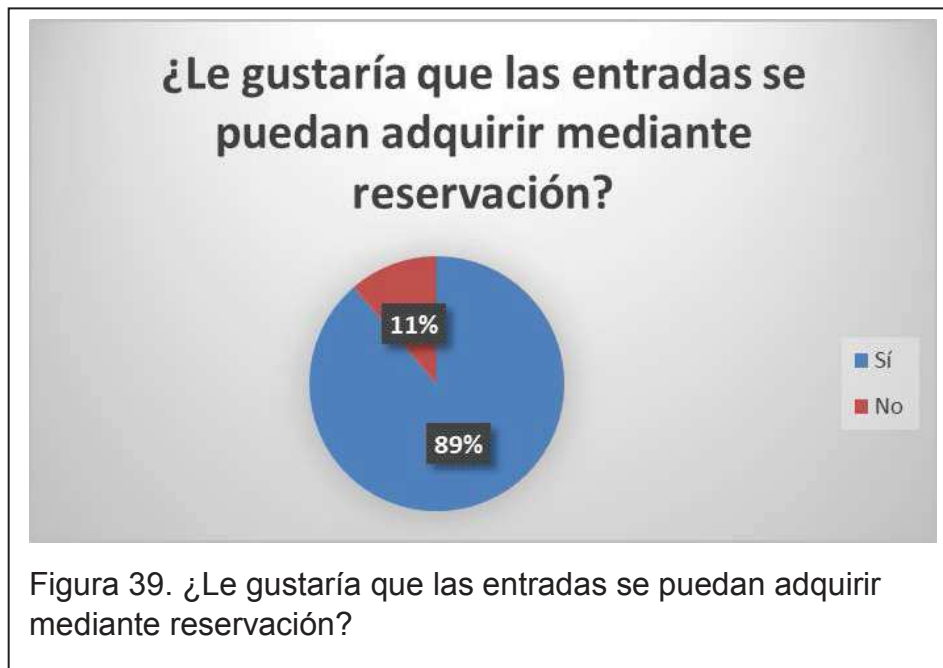 ¿Le gustaría que las entradas se
puedan adquirir mediante
reservación?
11%
89%
Sí
No
Figura 39. ¿Le gustaría que las entradas se puedan adquirir
mediante reservación?